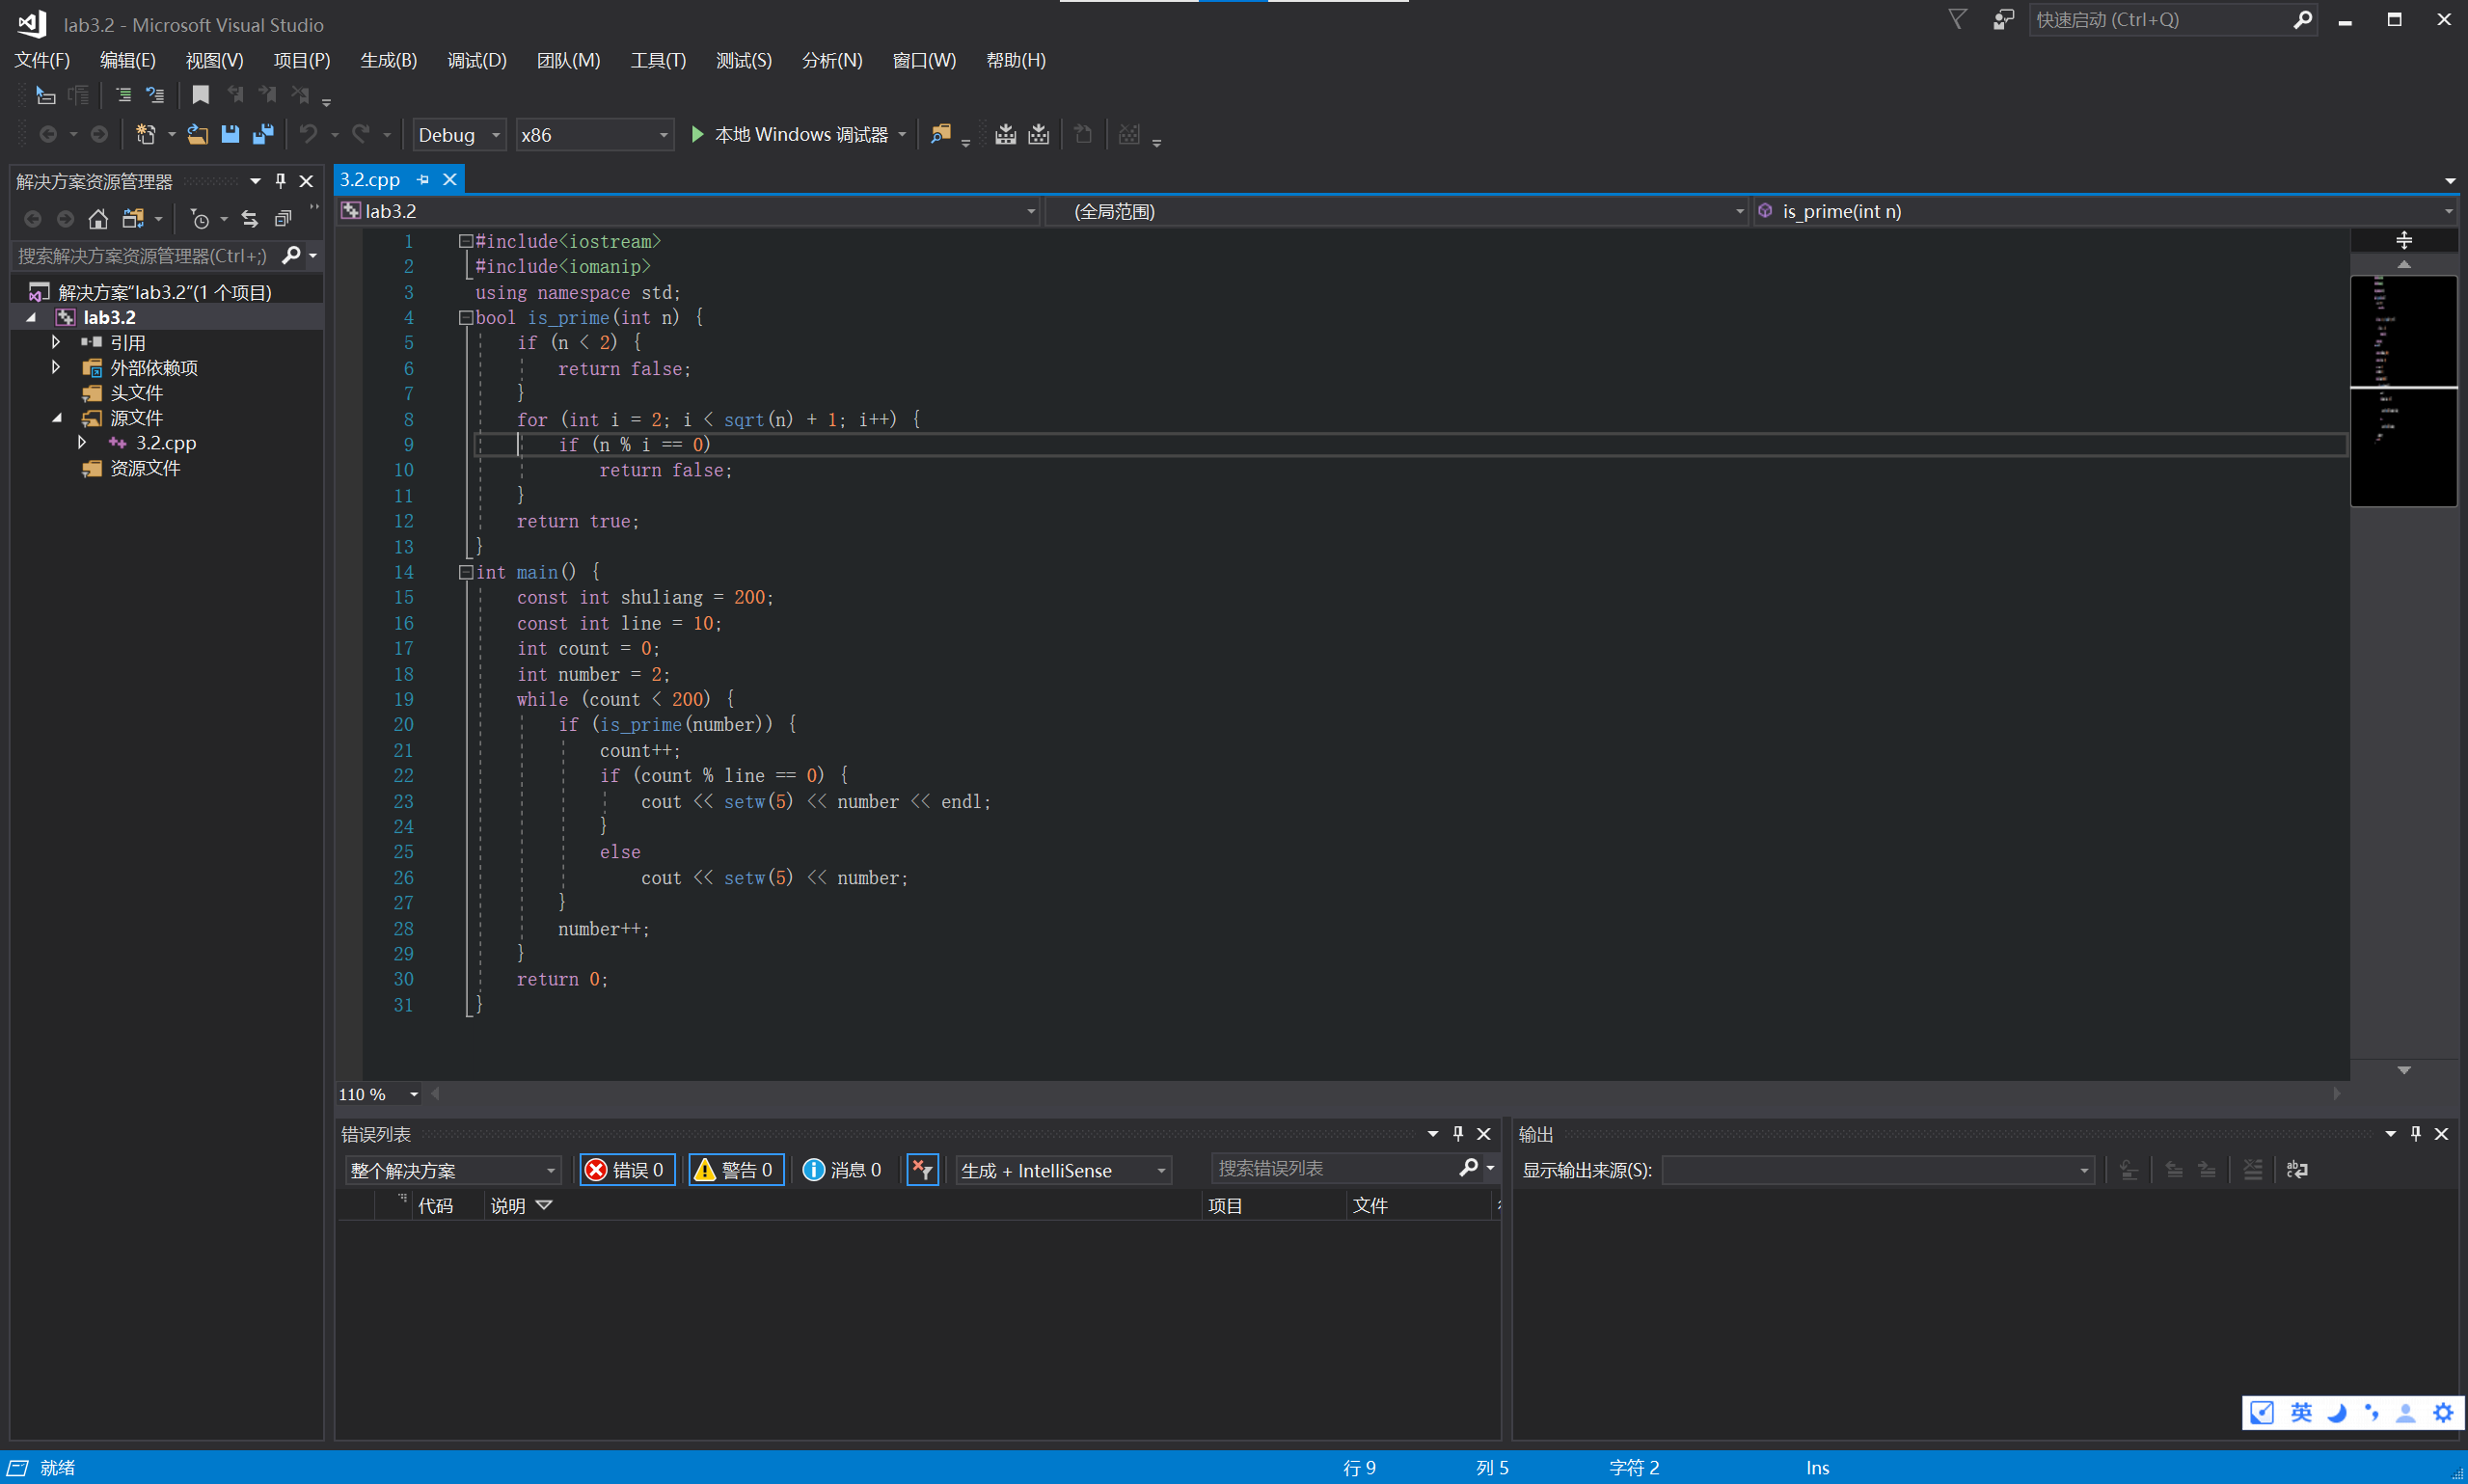 lab3.2 - Microsoft Visual Studio
快速启动 (Ctrl+Q)
文件(F) 编辑(E) 视图(V) 项目(P) 生成(B) 调试(D) 团队(M) 工具(T) 测试(S) 分析(N) 窗口(W) 帮助(H)
Debug x86 本地 Windows 调试器
解决方案资源管理器
搜索解决方案资源管理器(Ctrl+;)
解决方案"lab3.2"(1 个项目)
lab3.2
引用
外部依赖项
头文件
源文件
3.2.cpp
资源文件
3.2.cpp
lab3.2 (全局范围) is_prime(int n)
1 #include<iostream>
2 #include<iomanip>
3 using namespace std;
4 bool is_prime(int n) {
5 if (n < 2) {
6 return false;
7 }
8 for (int i = 2; i < sqrt(n) + 1; i++) {
9 if (n % i == 0)
10 return false;
11 }
12 return true;
13 }
14 int main() {
15 const int shuliang = 200;
16 const int line = 10;
17 int count = 0;
18 int number = 2;
19 while (count < 200) {
20 if (is_prime(number)) {
21 count++;
22 if (count % line == 0) {
23 cout << setw(5) << number << endl;
24 }
25 else
26 cout << setw(5) << number;
27 }
28 number++;
29 }
30 return 0;
31 }
110 %
错误列表
整个解决方案 错误 0 警告 0 消息 0 生成 + IntelliSense 搜索错误列表
代码 说明 项目 文件
输出
显示输出来源(S):
英
就绪 行 9 列 5 字符 2 Ins